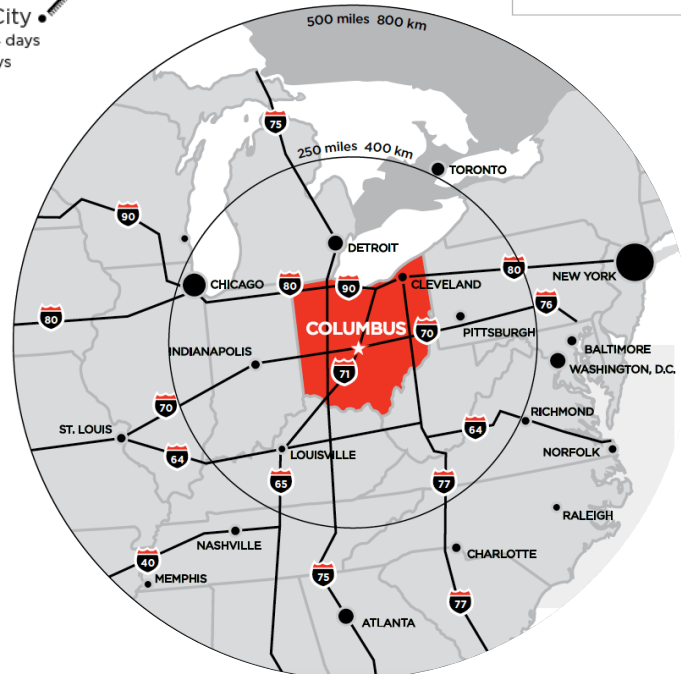 City
days
ys
500 miles 800 km
75
250 miles 400 km
TORONTO
90
DETROIT
80
CHICAGO
80
90
CLEVELAND
80
NEW YORK
76
COLUMBUS
70
PITTSBURGH
INDIANAPOLIS
BALTIMORE
71
WASHINGTON, D.C.
70
RICHMOND
ST. LOUIS
64
64
LOUISVILLE
NORFOLK
65
77
RALEIGH
NASHVILLE
40
CHARLOTTE
MEMPHIS
75
77
ATLANTA